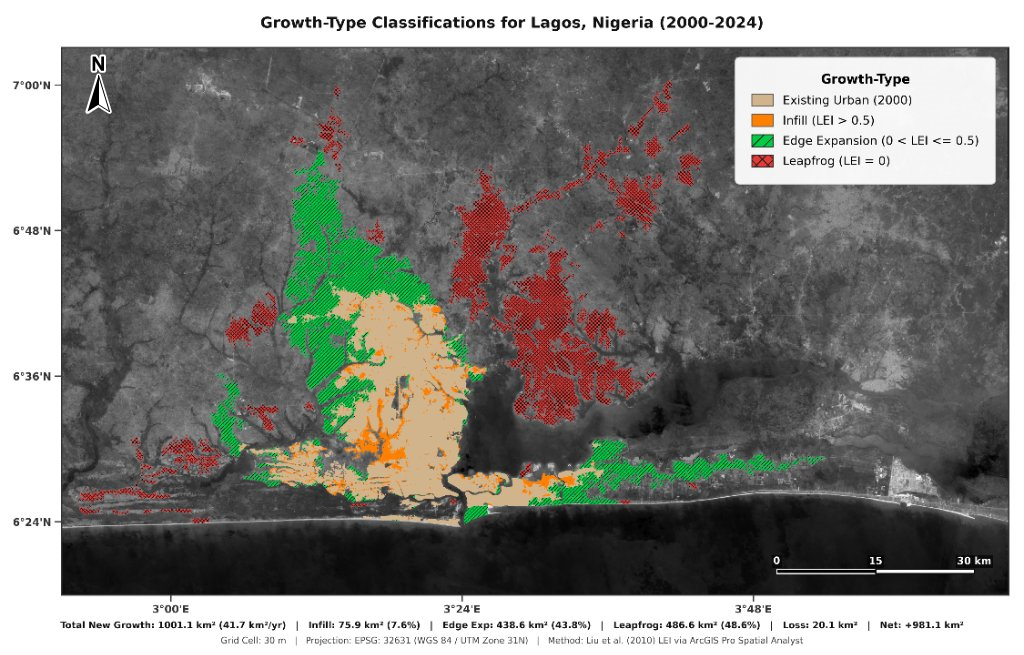 Growth-Type Classifications for Lagos, Nigeria (2000-2024)
N
Growth-Type
Existing Urban (2000)
Infill (LEI > 0.5)
Edge Expansion (0 < LEI <= 0.5)
Leapfrog (LEI = 0)
7°00'N
6°48'N
6°36'N
6°24'N
0 15 30 km
3°00'E 3°24'E 3°48'E
Total New Growth: 1001.1 km² (41.7 km²/yr) | Infill: 75.9 km² (7.6%) | Edge Exp: 438.6 km² (43.8%) | Leapfrog: 486.6 km² (48.6%) | Loss: 20.1 km² | Net: +981.1 km²
Grid Cell: 30 m | Projection: EPSG: 32631 (WGS 84 / UTM Zone 31N) | Method: Liu et al. (2010) LEI via ArcGIS Pro Spatial Analyst